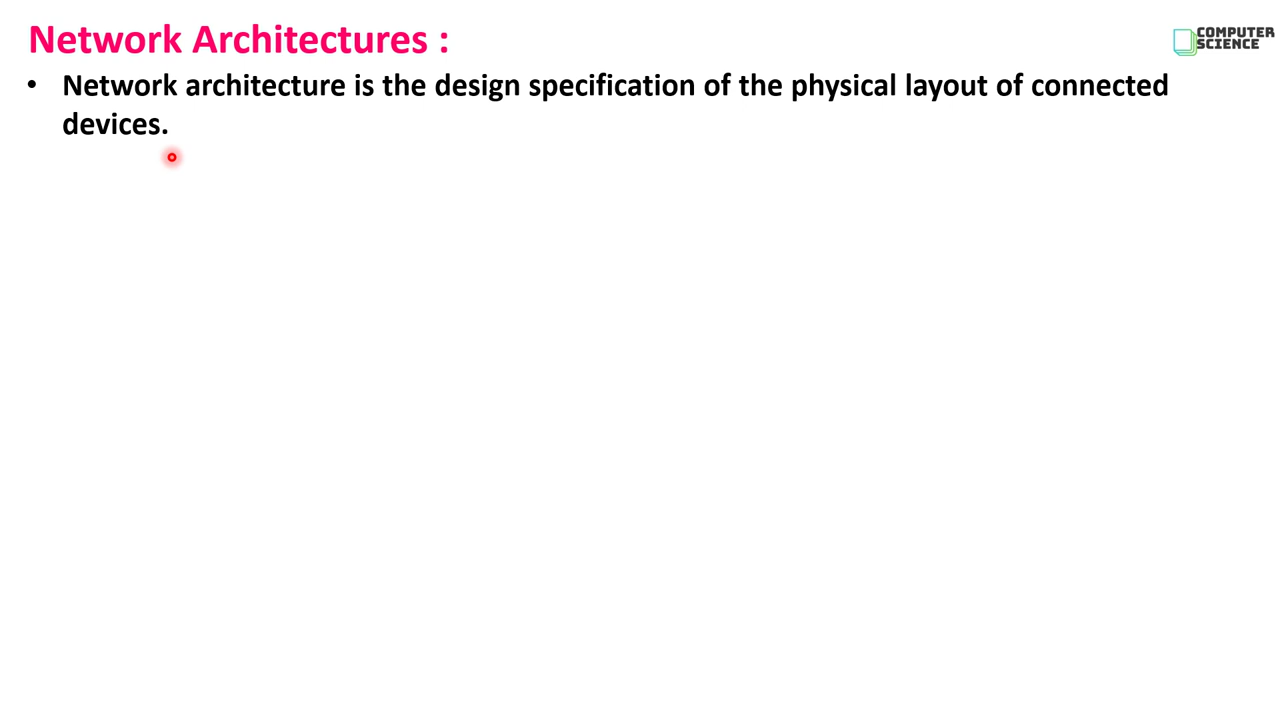 Network Architectures :
COMPUTER
SCIENCE
• Network architecture is the design specification of the physical layout of connected
devices.